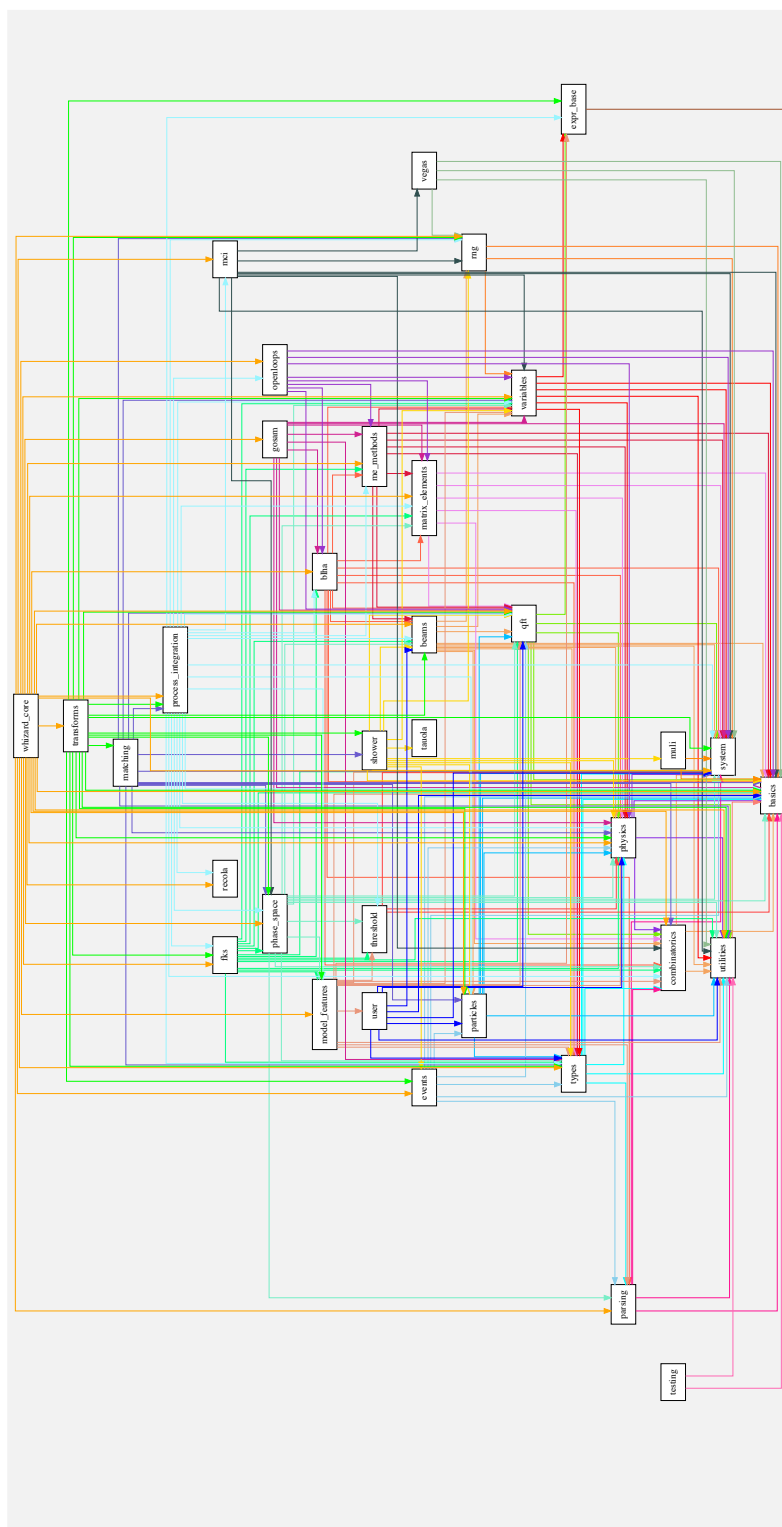 expr_base
vegas
rng
mci
openloops
variables
gosam
me_methods
matrix_elements
blha
qft
beams
process_integration
whizard_core
transforms
shower
tauola
muli
matching
system
basics
physics
recola
phase_space
threshold
fks
combinatorics
utilities
model_features
user
particles
types
events
parsing
testing